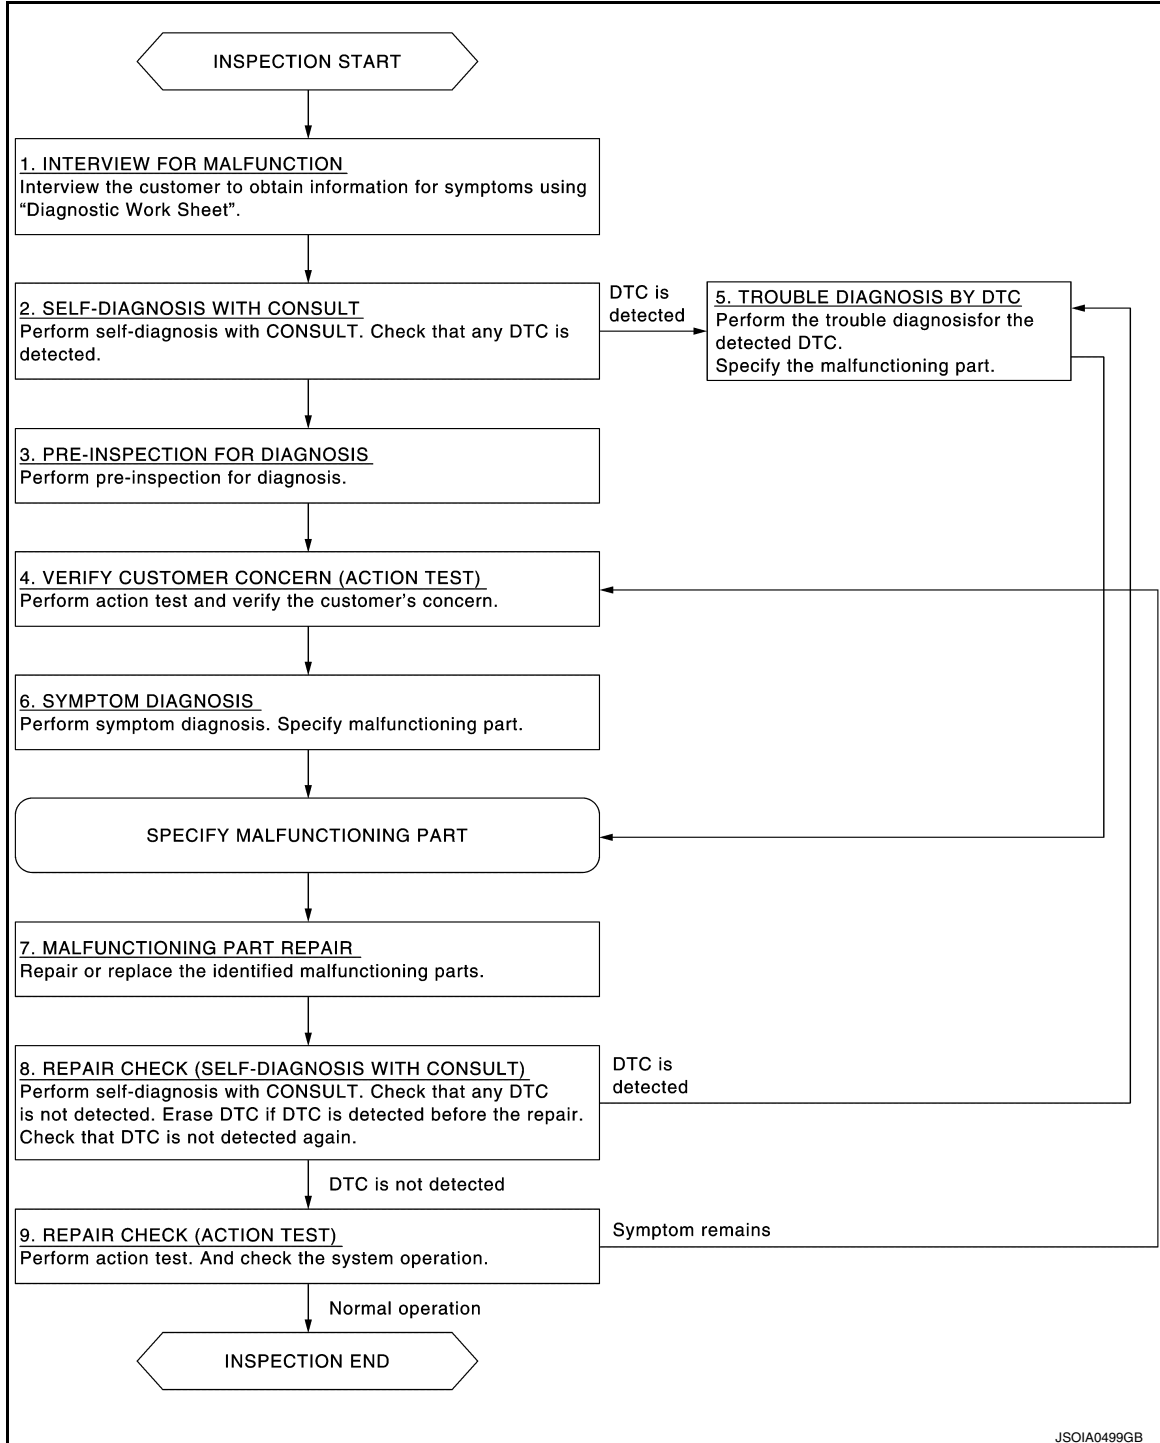 INSPECTION START
1. INTERVIEW FOR MALFUNCTION
Interview the customer to obtain information for symptoms using
“Diagnostic Work Sheet”.
2. SELF-DIAGNOSIS WITH CONSULT
Perform self-diagnosis with CONSULT. Check that any DTC is
detected.
DTC is
detected
5. TROUBLE DIAGNOSIS BY DTC
Perform the trouble diagnosisfor the
detected DTC.
Specify the malfunctioning part.
3. PRE-INSPECTION FOR DIAGNOSIS
Perform pre-inspection for diagnosis.
4. VERIFY CUSTOMER CONCERN (ACTION TEST)
Perform action test and verify the customer’s concern.
6. SYMPTOM DIAGNOSIS
Perform symptom diagnosis. Specify malfunctioning part.
SPECIFY MALFUNCTIONING PART
7. MALFUNCTIONING PART REPAIR
Repair or replace the identified malfunctioning parts.
8. REPAIR CHECK (SELF-DIAGNOSIS WITH CONSULT)
Perform self-diagnosis with CONSULT. Check that any DTC
is not detected. Erase DTC if DTC is detected before the repair.
Check that DTC is not detected again.
DTC is
detected
DTC is not detected
9. REPAIR CHECK (ACTION TEST)
Perform action test. And check the system operation.
Symptom remains
Normal operation
INSPECTION END
JSOIA0499GB